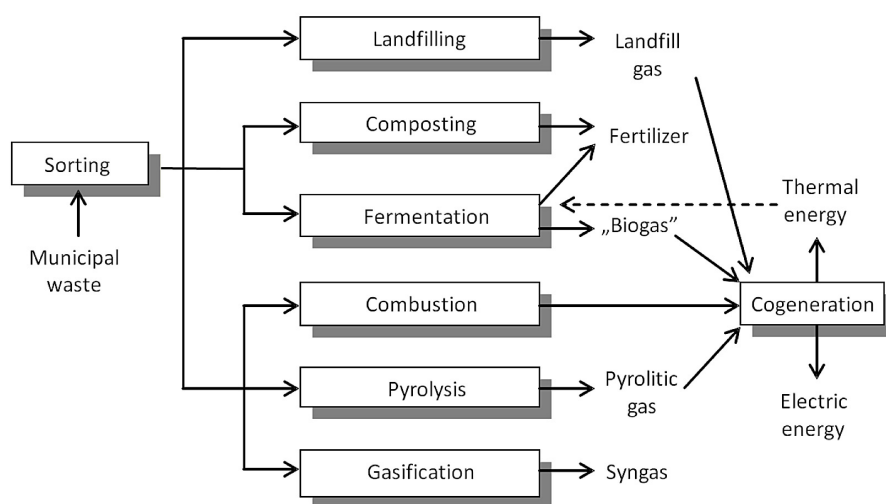 Landfilling
Landfill
gas
Composting
Fertilizer
Sorting
Fermentation
„Biogas”
Thermal
energy
Municipal
waste
Combustion
Cogeneration
Pyrolysis
Pyrolitic
gas
Electric
energy
Gasification
Syngas